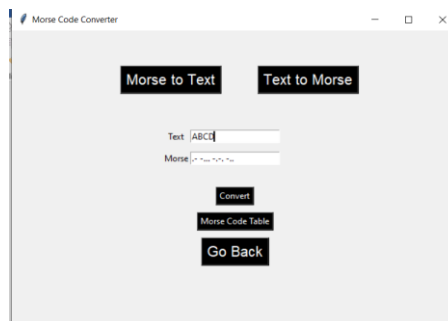 Morse Code Converter
Morse to Text Text to Morse
Text ABCD
Morse .- -... -.-. -..
Convert
Morse Code Table
Go Back